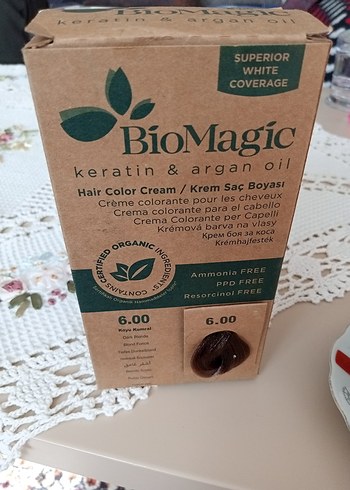 BioMagic
keratin & argan oil
SUPERIOR
WHITE
COVERAGE
BioMagic
keratin & argan oil
Hair Color Cream / Krem Saç Boyası
Crème colorante pour les cheveux
Crema colorante para el cabello
Crema Colorante per Capelli
Krémová barva na vlasy
Крем боя за коса
Krémhajfesték
CONTAINS CERTIFIED ORGANIC INGREDIENTS
Ammonia FREE
PPD FREE
Resorcinol FREE
6.00
Koyu Kumral
Dark Blonde
6.00